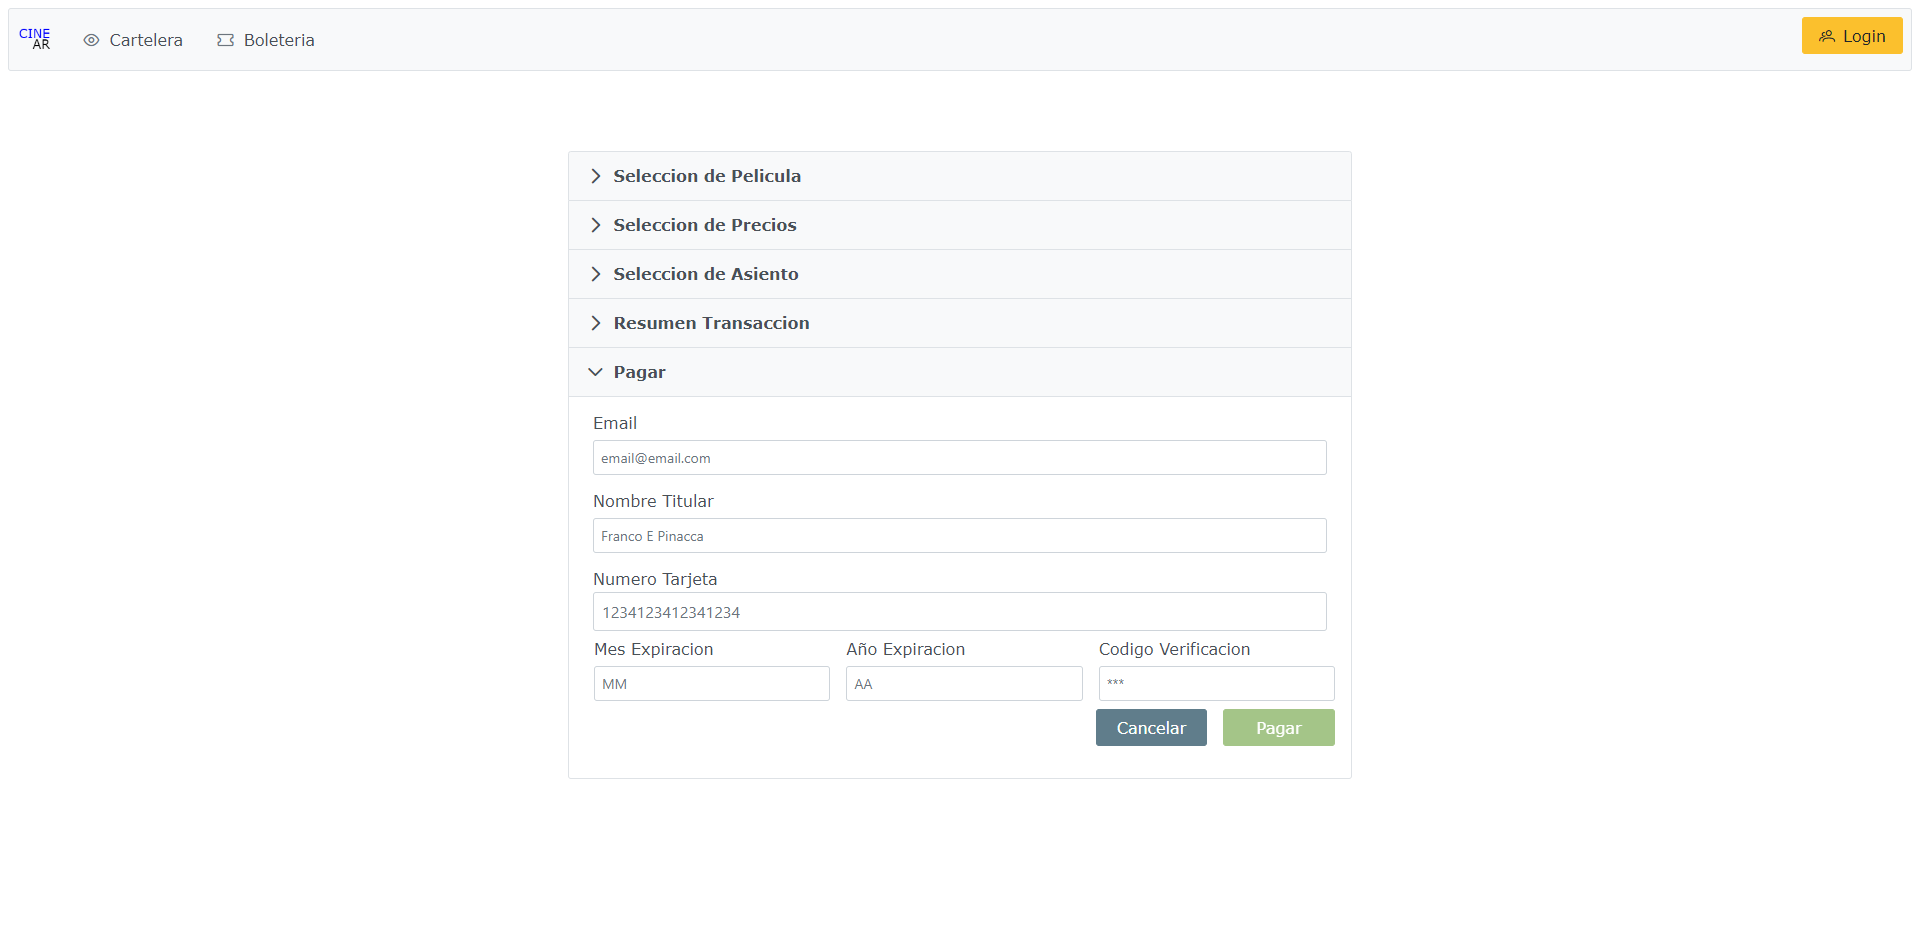 CINE
AR
Cartelera
Boleteria
Login
Seleccion de Pelicula
Seleccion de Precios
Seleccion de Asiento
Resumen Transaccion
Pagar
Email
email@email.com
Nombre Titular
Franco E Pinacca
Numero Tarjeta
1234123412341234
Mes Expiracion Año Expiracion Codigo Verificacion
MM AA ***
Cancelar Pagar